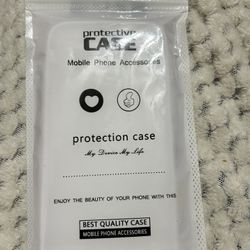 protective
CASE
Mobile Phone Accessories
protection case
My Device My Life
ENJOY THE BEAUTY OF YOUR PHONE WITH THIS
BEST QUALITY CASE
MOBILE PHONE ACCESSORIES